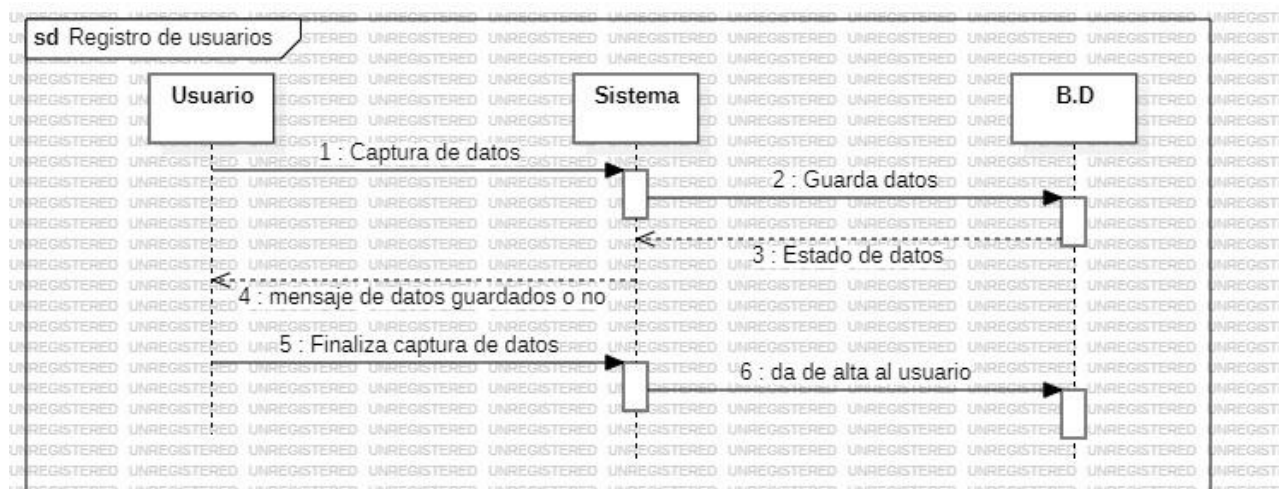 sd Registro de usuarios
Usuario
Sistema
B.D
1 : Captura de datos
2 : Guarda datos
3 : Estado de datos
4 : mensaje de datos guardados o no
5 : Finaliza captura de datos
6 : da de alta al usuario
UNREGISTERED